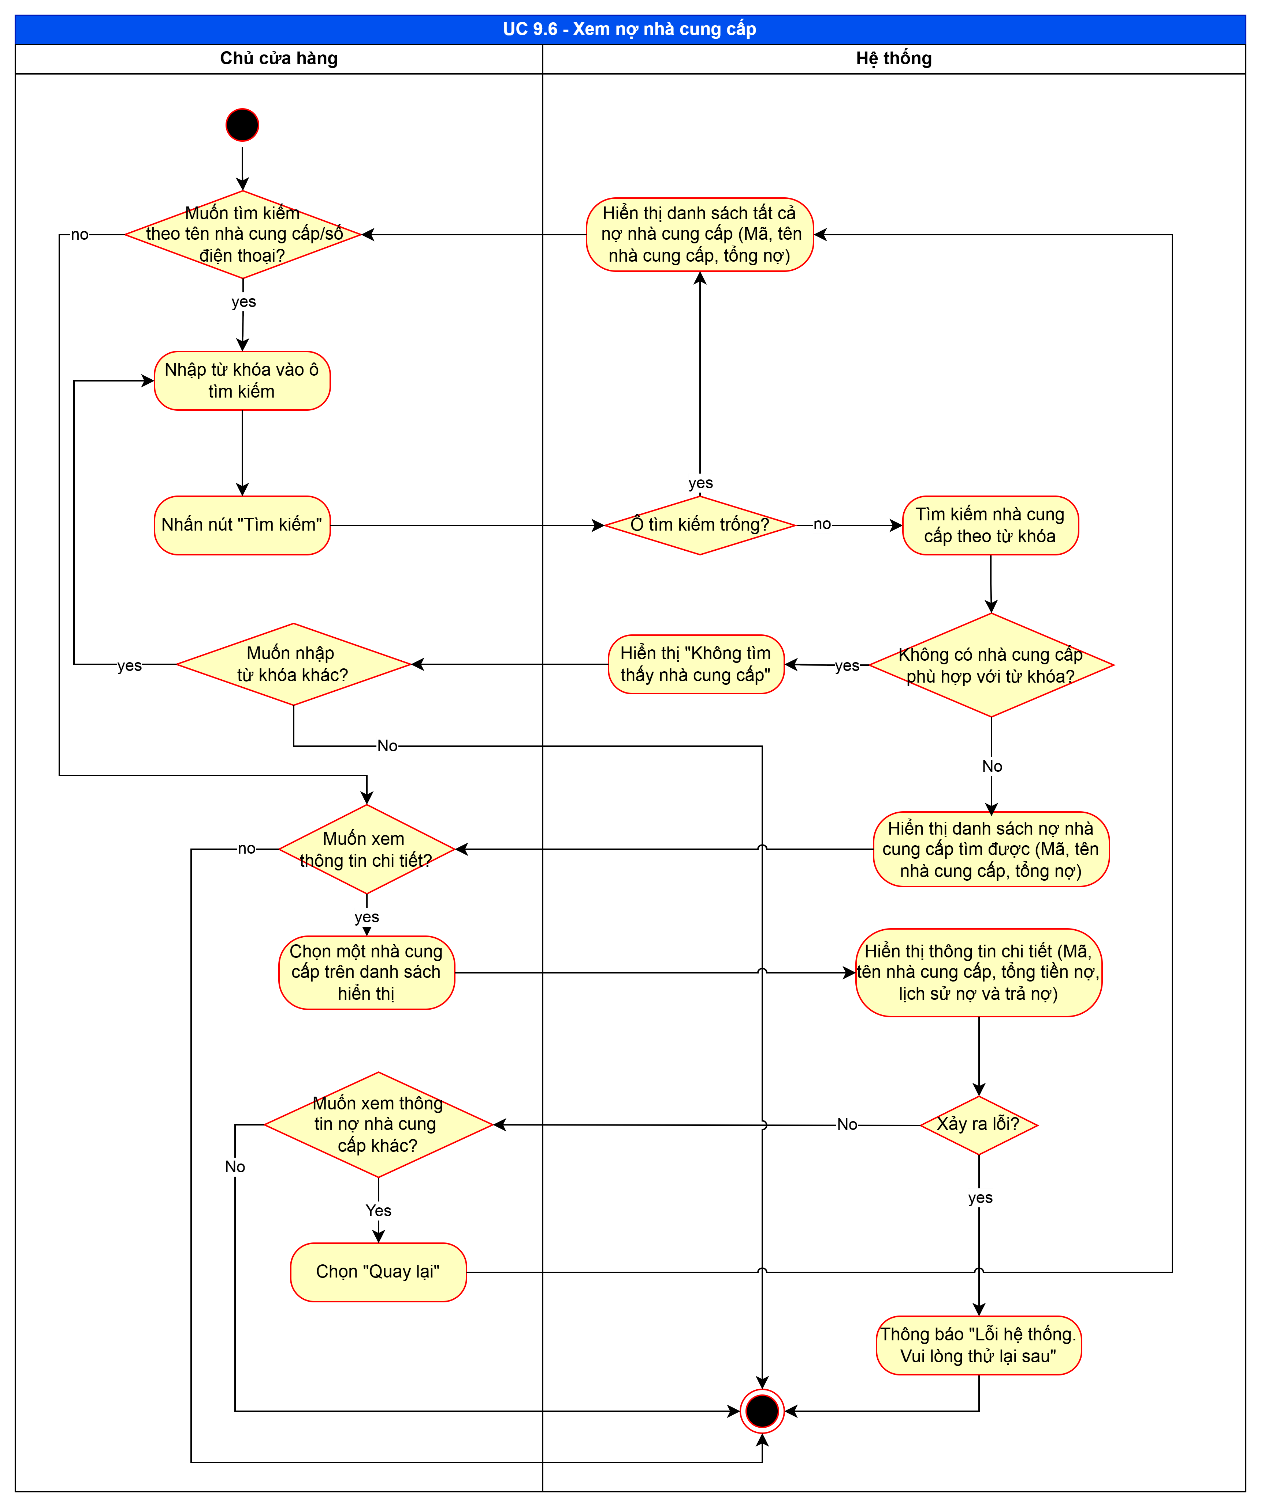 UC 9.6 - Xem nợ nhà cung cấp
Chủ cửa hàng
Hệ thống
Muốn tìm kiếm
theo tên nhà cung cấp/số
điện thoại?
no
yes
Hiển thị danh sách tất cả
nợ nhà cung cấp (Mã, tên
nhà cung cấp, tổng nợ)
Nhập từ khóa vào ô
tìm kiếm
Nhấn nút "Tìm kiếm"
yes
Ô tìm kiếm trống?
no
Tìm kiếm nhà cung
cấp theo từ khóa
Muốn nhập
từ khóa khác?
yes
No
Hiển thị "Không tìm
thấy nhà cung cấp"
yes
Không có nhà cung cấp
phù hợp với từ khóa?
No
Muốn xem
thông tin chi tiết?
no
yes
Hiển thị danh sách nợ nhà
cung cấp tìm được (Mã, tên
nhà cung cấp, tổng nợ)
Chọn một nhà cung
cấp trên danh sách
hiển thị
Hiển thị thông tin chi tiết (Mã,
tên nhà cung cấp, tổng tiền nợ,
lịch sử nợ và trả nợ)
Muốn xem thông
tin nợ nhà cung
cấp khác?
No
Xảy ra lỗi?
No
Yes
yes
Chọn "Quay lại"
Thông báo "Lỗi hệ thống.
Vui lòng thử lại sau"